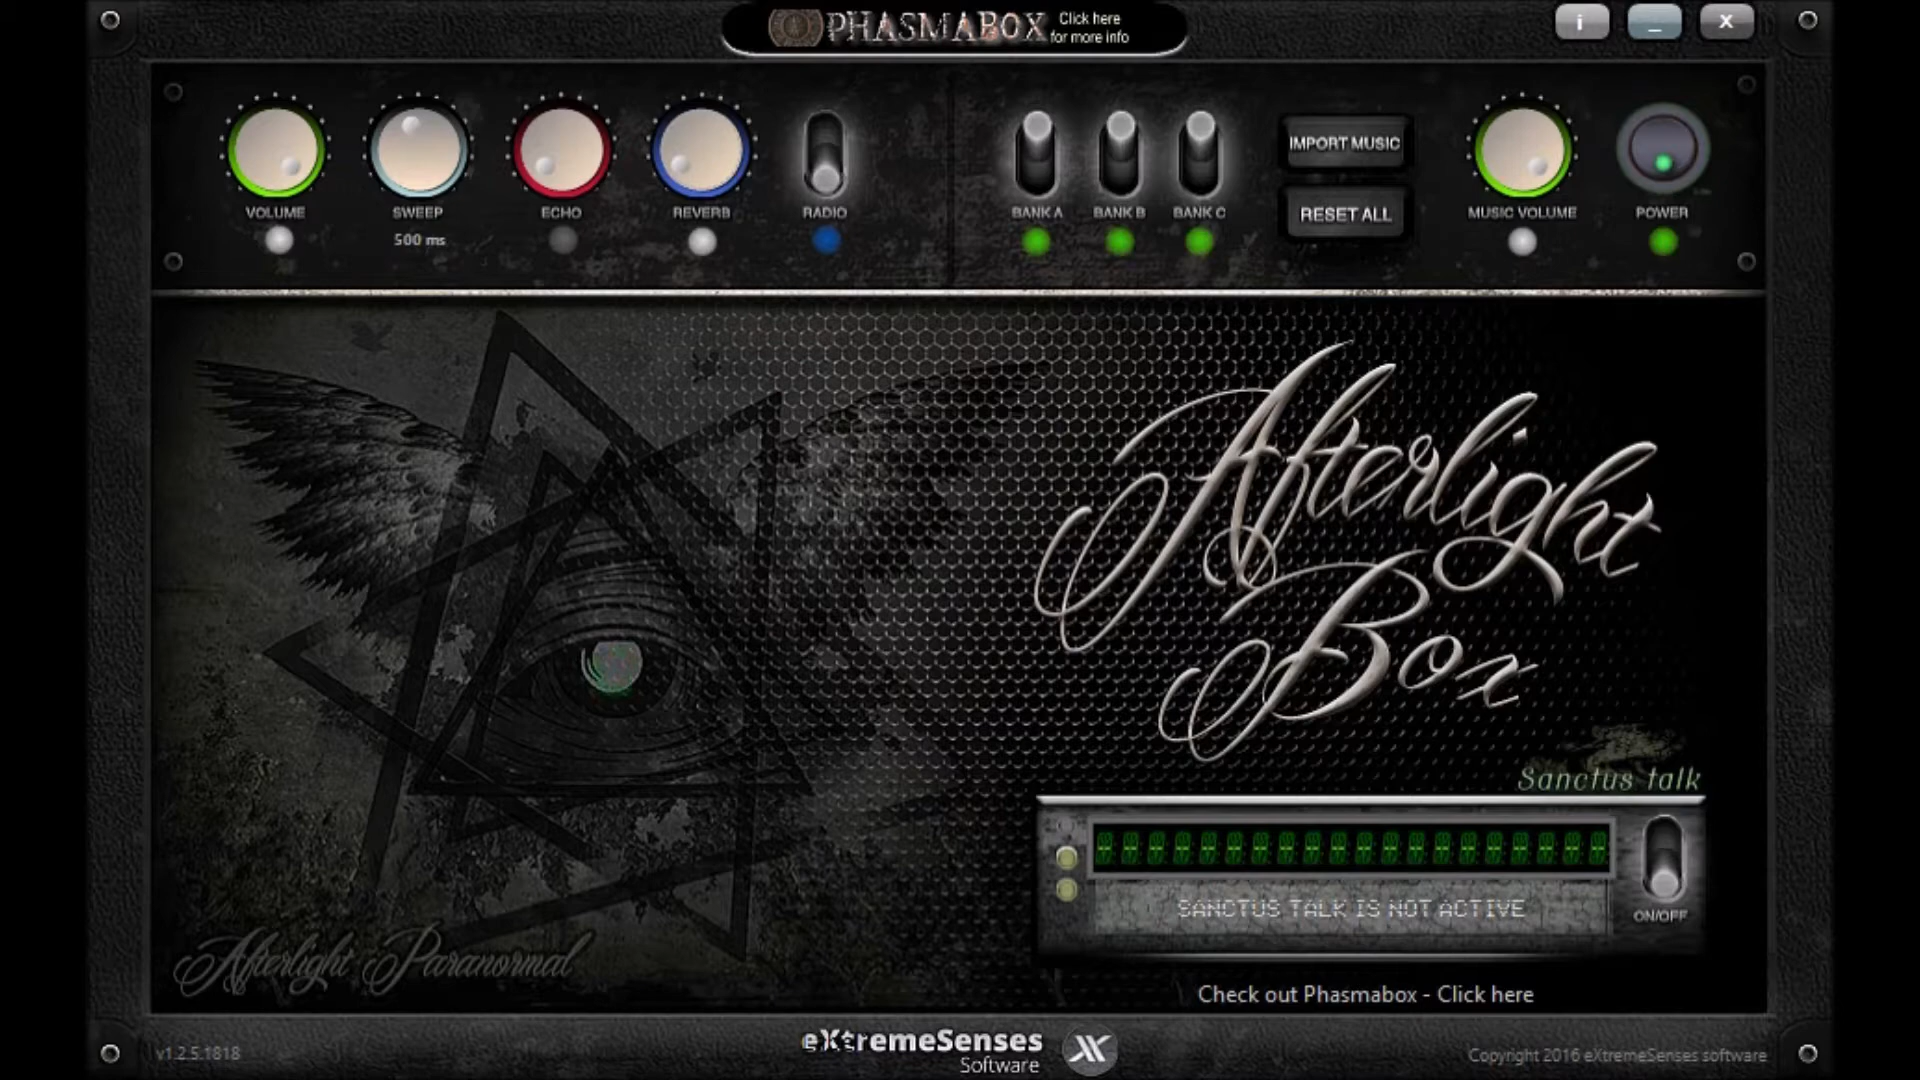 PHASMABOX
Click here
for more info
i _ X
VOLUME SWEEP ECHO REVERB RADIO BANK A BANK B BANK C IMPORT MUSIC MUSIC VOLUME POWER
500 ms
RESET ALL
Afterlight
Box
Sanctus talk
SANCTUS TALK IS NOT ACTIVE
ON/OFF
Afterlight Paranormal
Check out Phasmabox - Click here
v1.2.5.1818
eXtremeSenses
Software
Copyright 2016 eXtremeSenses software